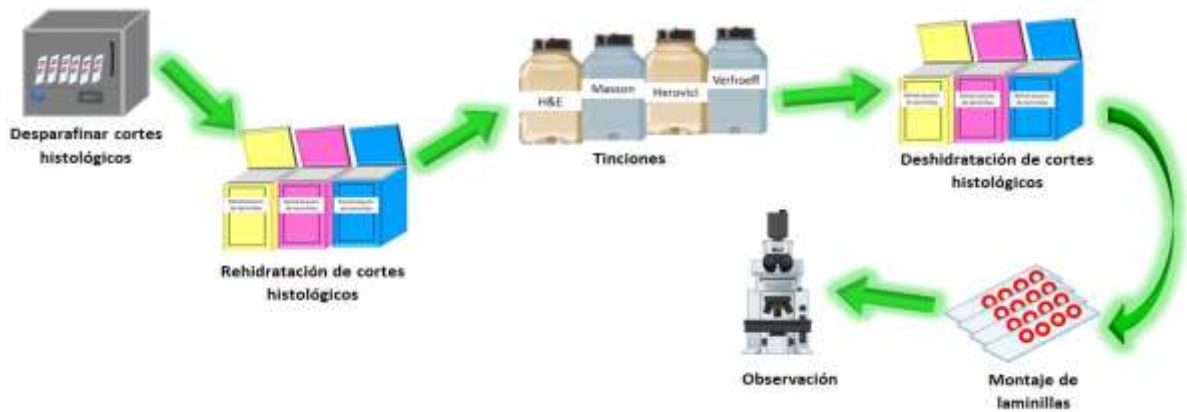 Desparafinar cortes
histológicos
Rehidratación de cortes
histológicos
H&E
Masson
Herovici
Verhoeff
Tinciones
Deshidratación de cortes
histológicos
Montaje de
laminillas
Observación